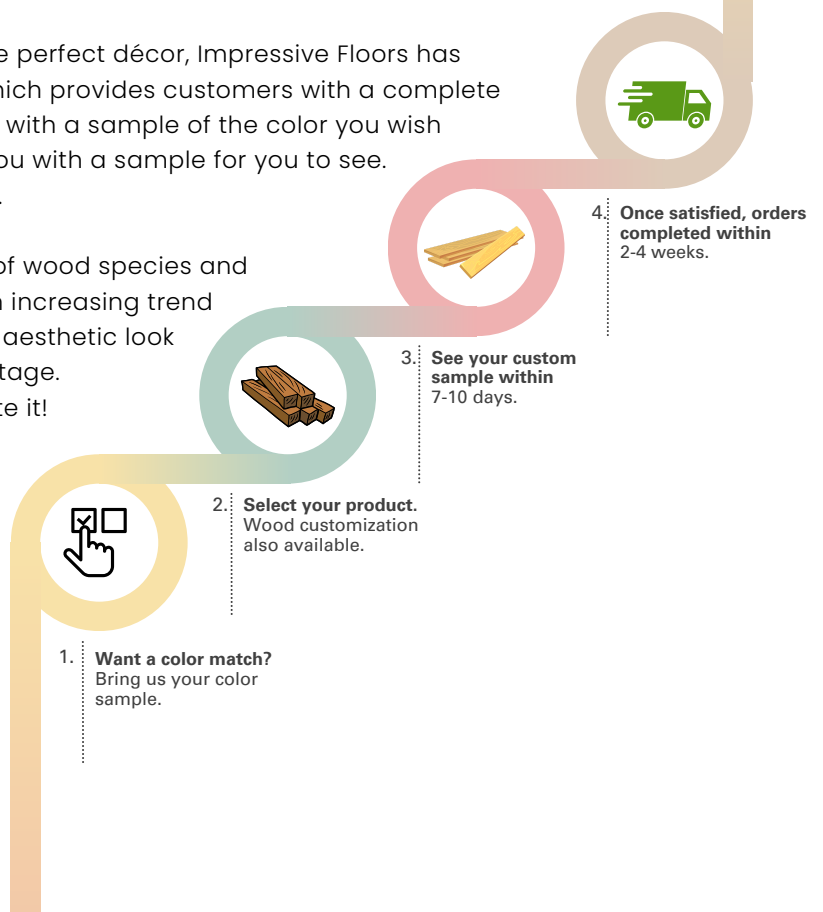 e perfect décor, Impressive Floors has
hich provides customers with a complete
with a sample of the color you wish
ou with a sample for you to see.
.
of wood species and
n increasing trend
aesthetic look
tage.
te it!
4. Once satisfied, orders
completed within
2-4 weeks.
3. See your custom
sample within
7-10 days.
2. Select your product.
Wood customization
also available.
1. Want a color match?
Bring us your color
sample.